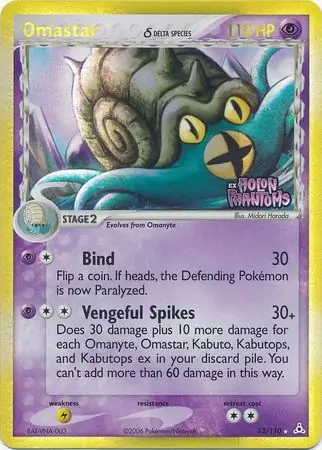 Omastar δ DELTA SPECIES 110 HP
EX
HOLON
PHANTOMS
Illus. Midori Harada
STAGE 2
Evolves from Omanyte
Bind 30
Flip a coin. If heads, the Defending Pokémon
is now Paralyzed.
Vengeful Spikes 30+
Does 30 damage plus 10 more damage for
each Omanyte, Omastar, Kabuto, Kabutops,
and Kabutops ex in your discard pile. You
can't add more than 60 damage in this way.
weakness resistance retreat cost
©2006 Pokémon/Nintendo
13/110 ★